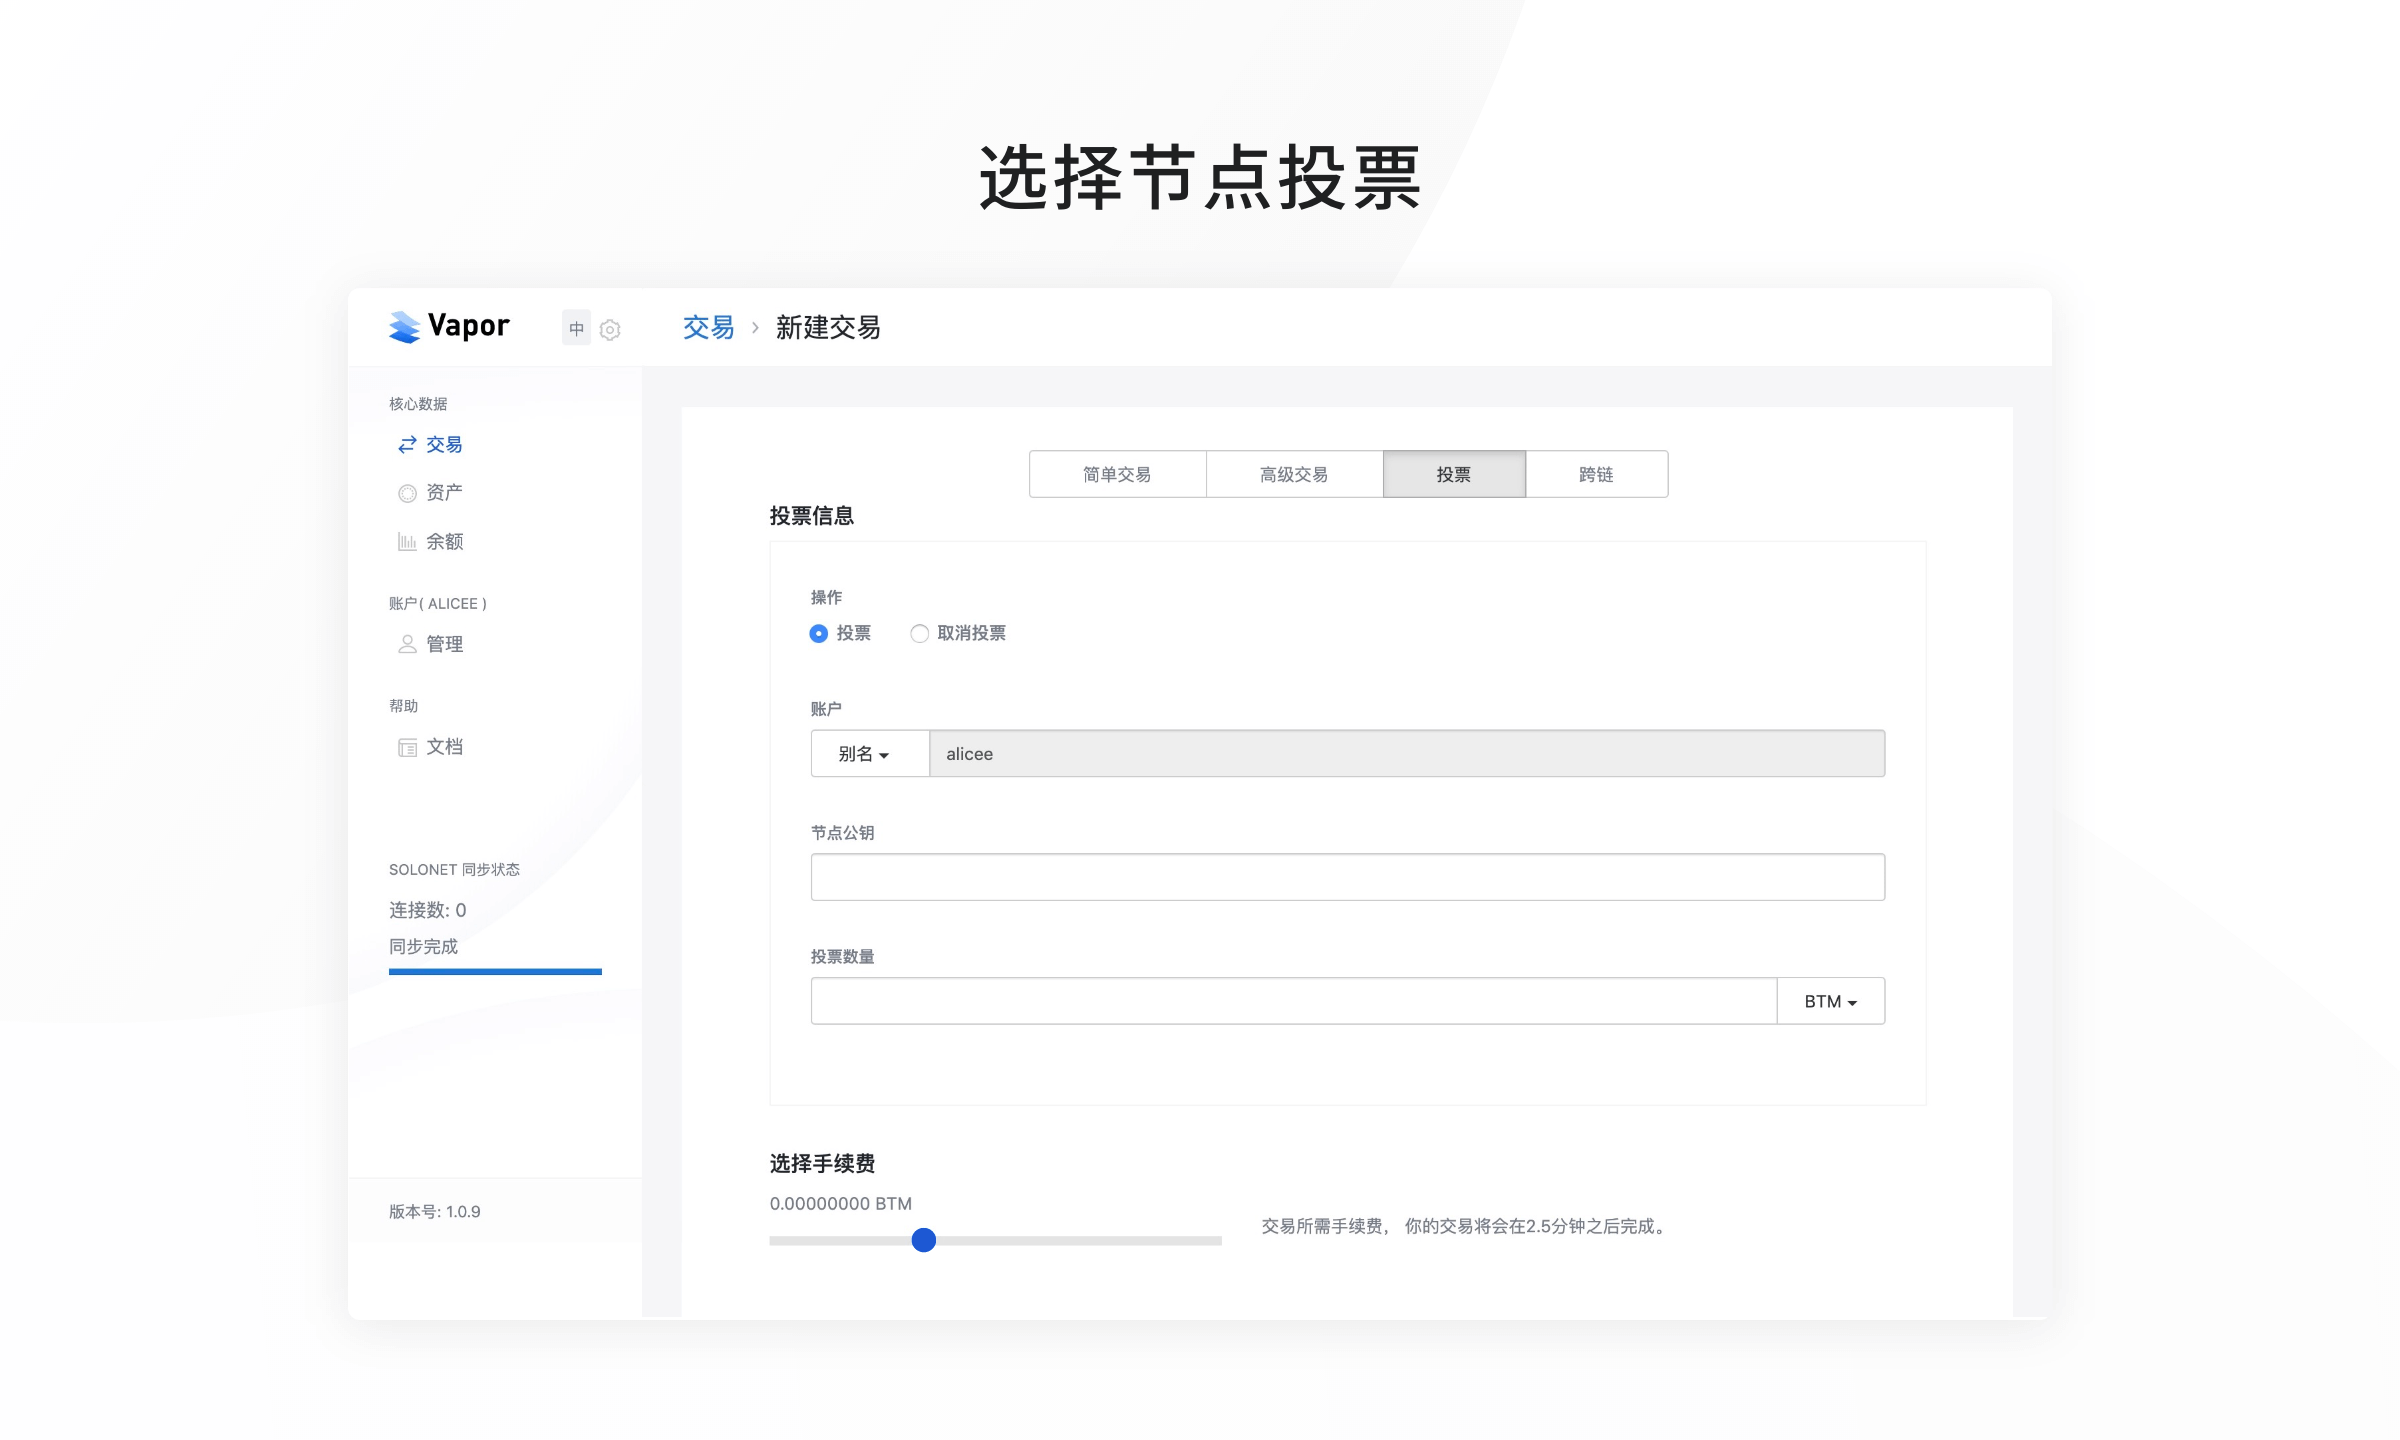 选择节点投票
Vapor
中
交易 › 新建交易
核心数据
交易
资产
余额
账户( ALICEE )
管理
帮助
文档
SOLONET 同步状态
连接数: 0
同步完成
版本号: 1.0.9
简单交易 高级交易 投票 跨链
投票信息
操作
投票 取消投票
账户
别名 alicee
节点公钥
投票数量
BTM
选择手续费
0.00000000 BTM
交易所需手续费， 你的交易将会在2.5分钟之后完成。